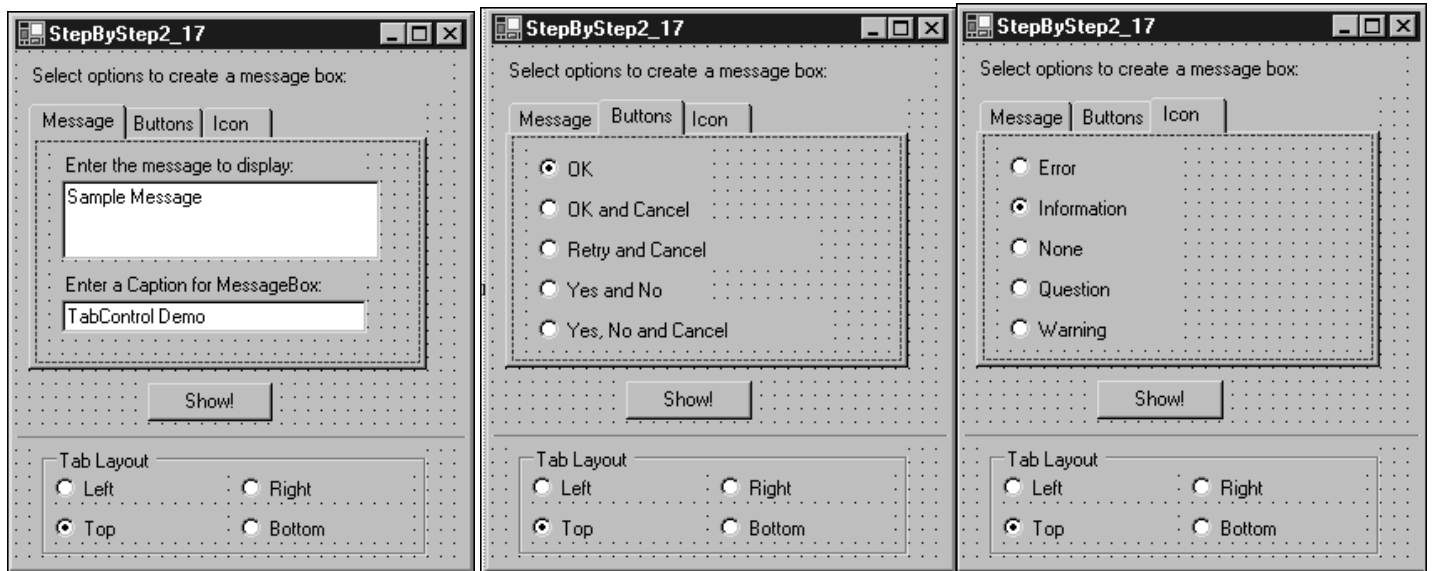 StepByStep2_17
Select options to create a message box:
Message Buttons Icon
Enter the message to display:
Sample Message
Enter a Caption for MessageBox:
TabControl Demo
Show!
Tab Layout
Left Right
Top Bottom
StepByStep2_17
Select options to create a message box:
Message Buttons Icon
OK
OK and Cancel
Retry and Cancel
Yes and No
Yes, No and Cancel
Show!
Tab Layout
Left Right
Top Bottom
StepByStep2_17
Select options to create a message box:
Message Buttons Icon
Error
Information
None
Question
Warning
Show!
Tab Layout
Left Right
Top Bottom